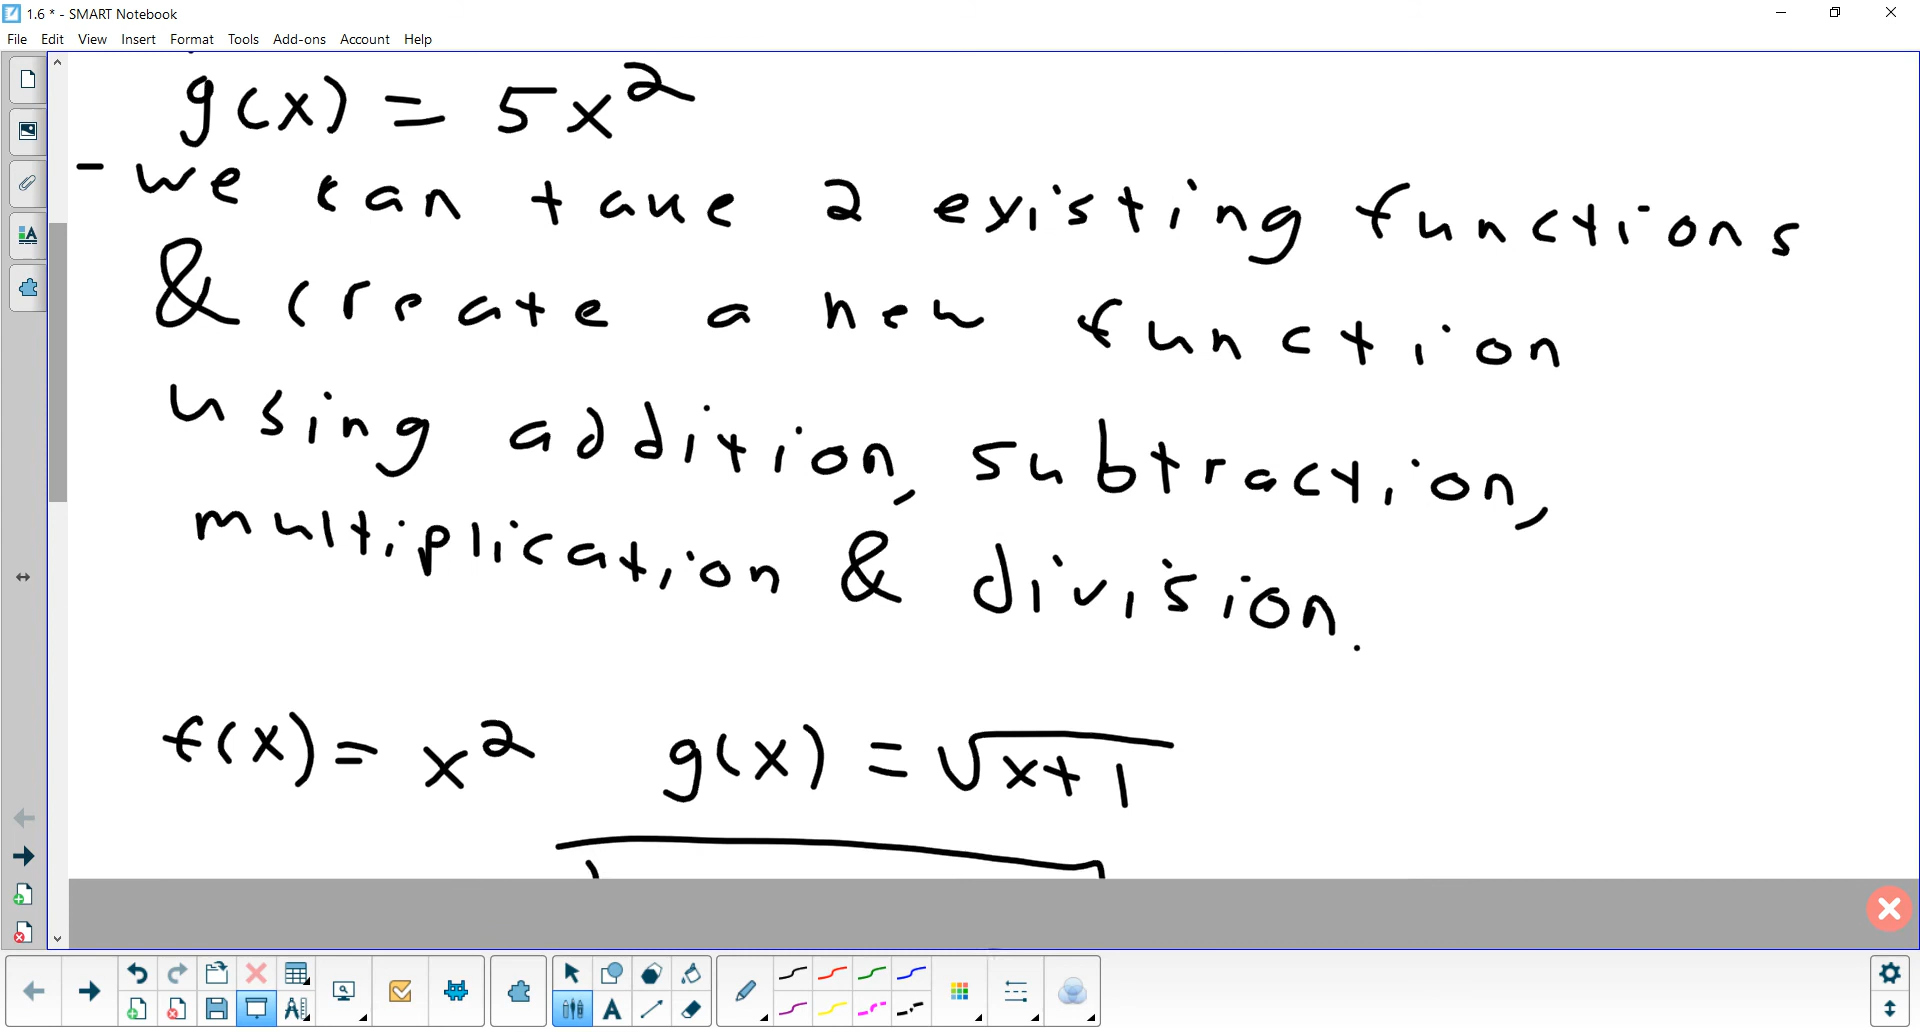 1.6 * - SMART Notebook
File Edit View Insert Format Tools Add-ons Account Help
g(x) = 5x²
- we can take 2 existing functions
& create a new function
using addition, subtraction,
multiplication & division.
f(x) = x² g(x) = √(x+1)